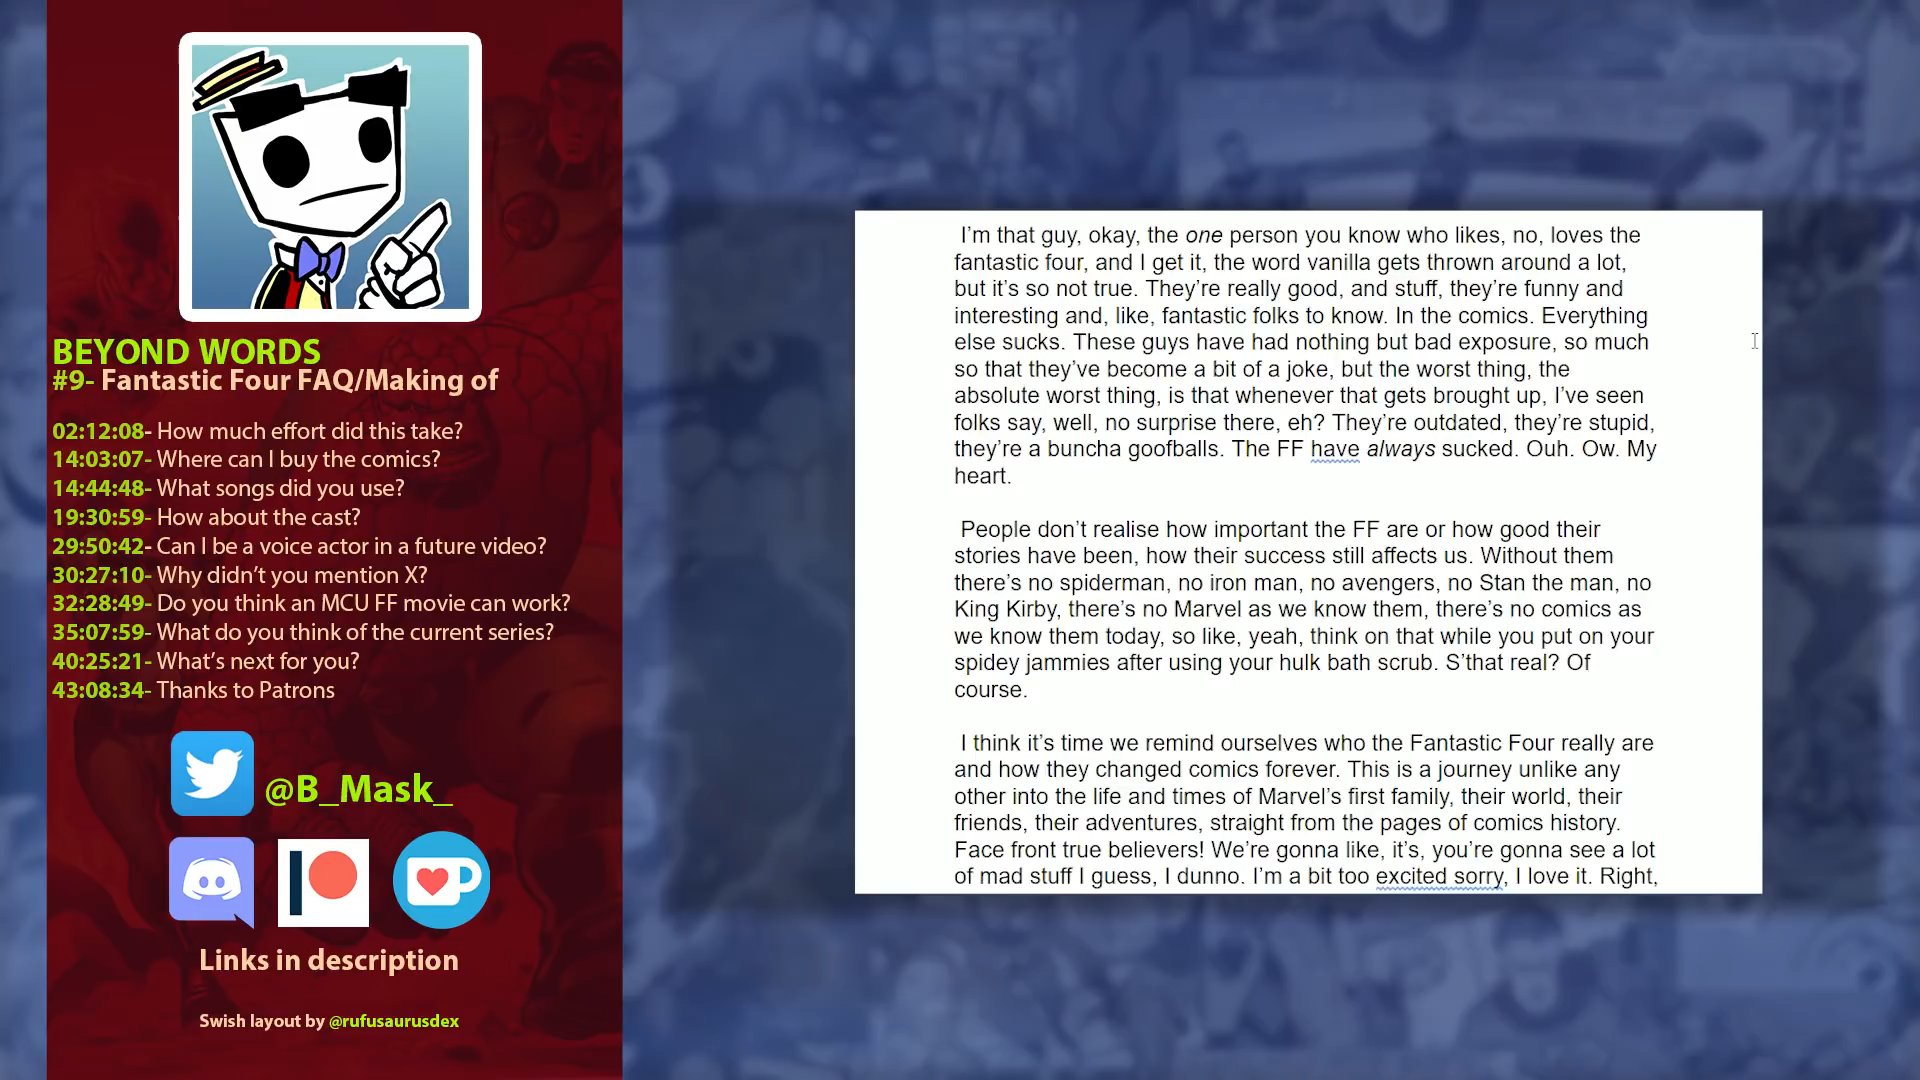 BEYOND WORDS
#9- Fantastic Four FAQ/Making of
02:12:08- How much effort did this take?
14:03:07- Where can I buy the comics?
14:44:48- What songs did you use?
19:30:59- How about the cast?
29:50:42- Can I be a voice actor in a future video?
30:27:10- Why didn't you mention X?
32:28:49- Do you think an MCU FF movie can work?
35:07:59- What do you think of the current series?
40:25:21- What's next for you?
43:08:34- Thanks to Patrons
@B_Mask_
Links in description
Swish layout by @rufusaurusdex
I'm that guy, okay, the one person you know who likes, no, loves the
fantastic four, and I get it, the word vanilla gets thrown around a lot,
but it's so not true. They're really good, and stuff, they're funny and
interesting and, like, fantastic folks to know. In the comics. Everything
else sucks. These guys have had nothing but bad exposure, so much
so that they've become a bit of a joke, but the worst thing, the
absolute worst thing, is that whenever that gets brought up, I've seen
folks say, well, no surprise there, eh? They're outdated, they're stupid,
they're a buncha goofballs. The FF have always sucked. Ouh. Ow. My
heart.
People don't realise how important the FF are or how good their
stories have been, how their success still affects us. Without them
there's no spiderman, no iron man, no avengers, no Stan the man, no
King Kirby, there's no Marvel as we know them, there's no comics as
we know them today, so like, yeah, think on that while you put on your
spidey jammies after using your hulk bath scrub. S'that real? Of
course.
I think it's time we remind ourselves who the Fantastic Four really are
and how they changed comics forever. This is a journey unlike any
other into the life and times of Marvel's first family, their world, their
friends, their adventures, straight from the pages of comics history.
Face front true believers! We're gonna like, it's, you're gonna see a lot
of mad stuff I guess, I dunno. I'm a bit too excited sorry, I love it. Right,